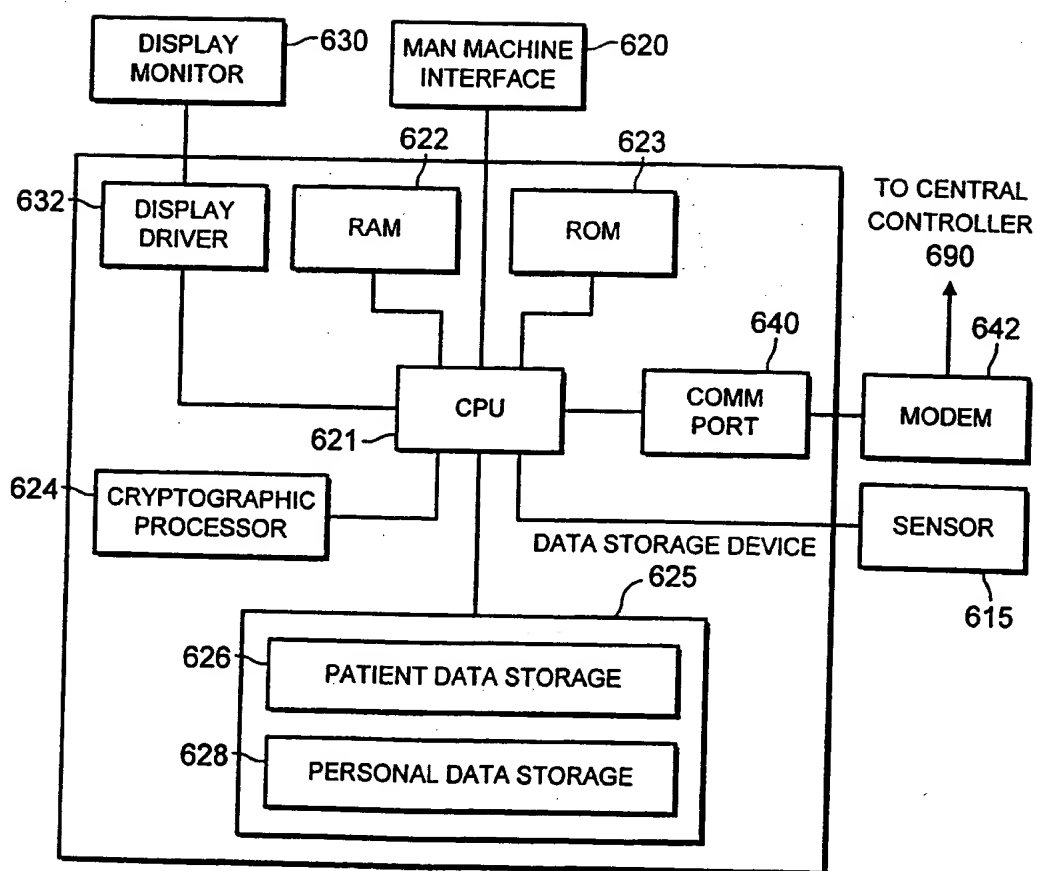 DISPLAY
MONITOR
630
MAN MACHINE
INTERFACE
620
622
623
632
DISPLAY
DRIVER
RAM
ROM
TO CENTRAL
CONTROLLER
690
640
642
CPU
621
COMM
PORT
MODEM
624
CRYPTOGRAPHIC
PROCESSOR
SENSOR
615
DATA STORAGE DEVICE
625
626
PATIENT DATA STORAGE
628
PERSONAL DATA STORAGE